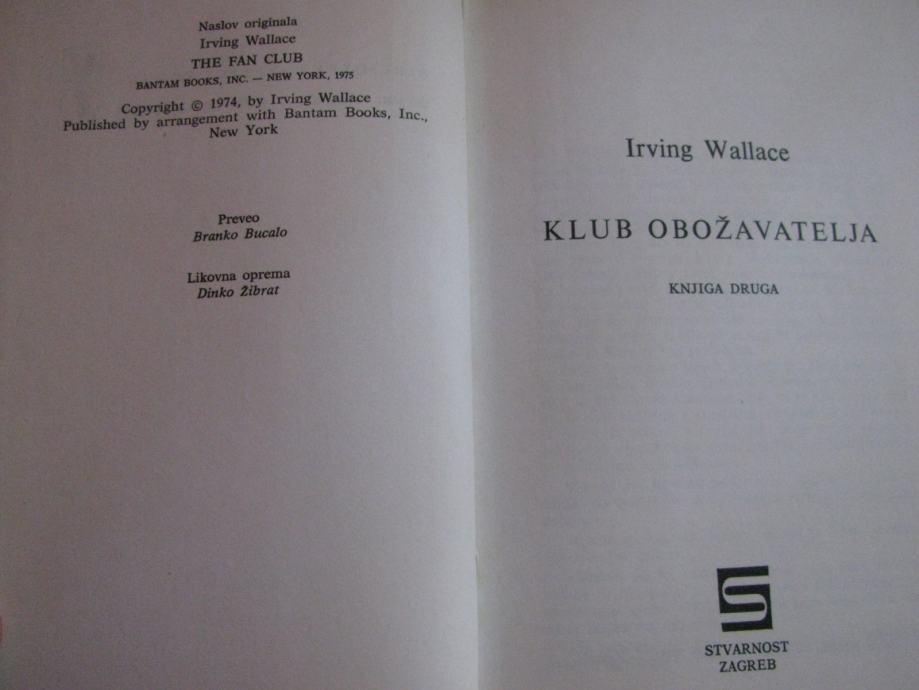 Naslov originala
Irving Wallace
THE FAN CLUB
BANTAM BOOKS, INC. — NEW YORK, 1975
Copyright © 1974, by Irving Wallace
Published by arrangement with Bantam Books, Inc.,
New York
Preveo
Branko Bucalo
Likovna oprema
Dinko Žibrat
Irving Wallace
KLUB OBOŽAVATELJA
KNJIGA DRUGA
S
STVARNOST
ZAGREB